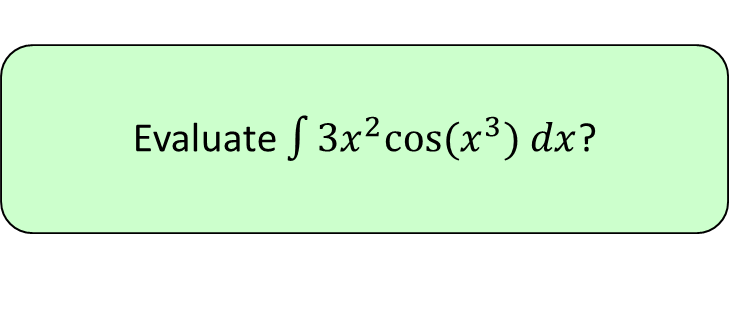 Evaluate ∫ 3x²cos(x³) dx?